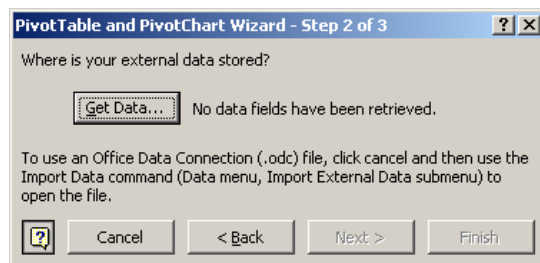 PivotTable and PivotChart Wizard - Step 2 of 3
Where is your external data stored?
Get Data... No data fields have been retrieved.
To use an Office Data Connection (.odc) file, click cancel and then use the
Import Data command (Data menu, Import External Data submenu) to
open the file.
Cancel < Back Next > Finish